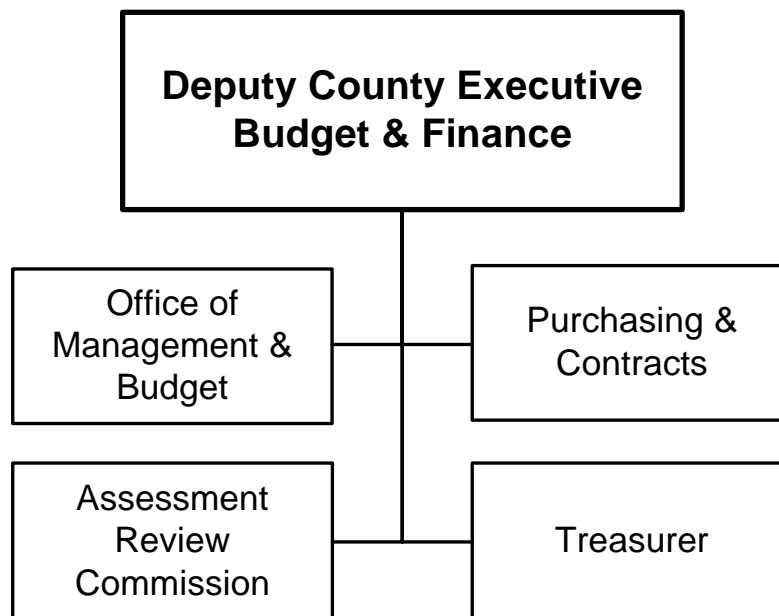 Deputy County Executive
Budget & Finance
Office of
Management &
Budget
Purchasing &
Contracts
Assessment
Review
Commission
Treasurer